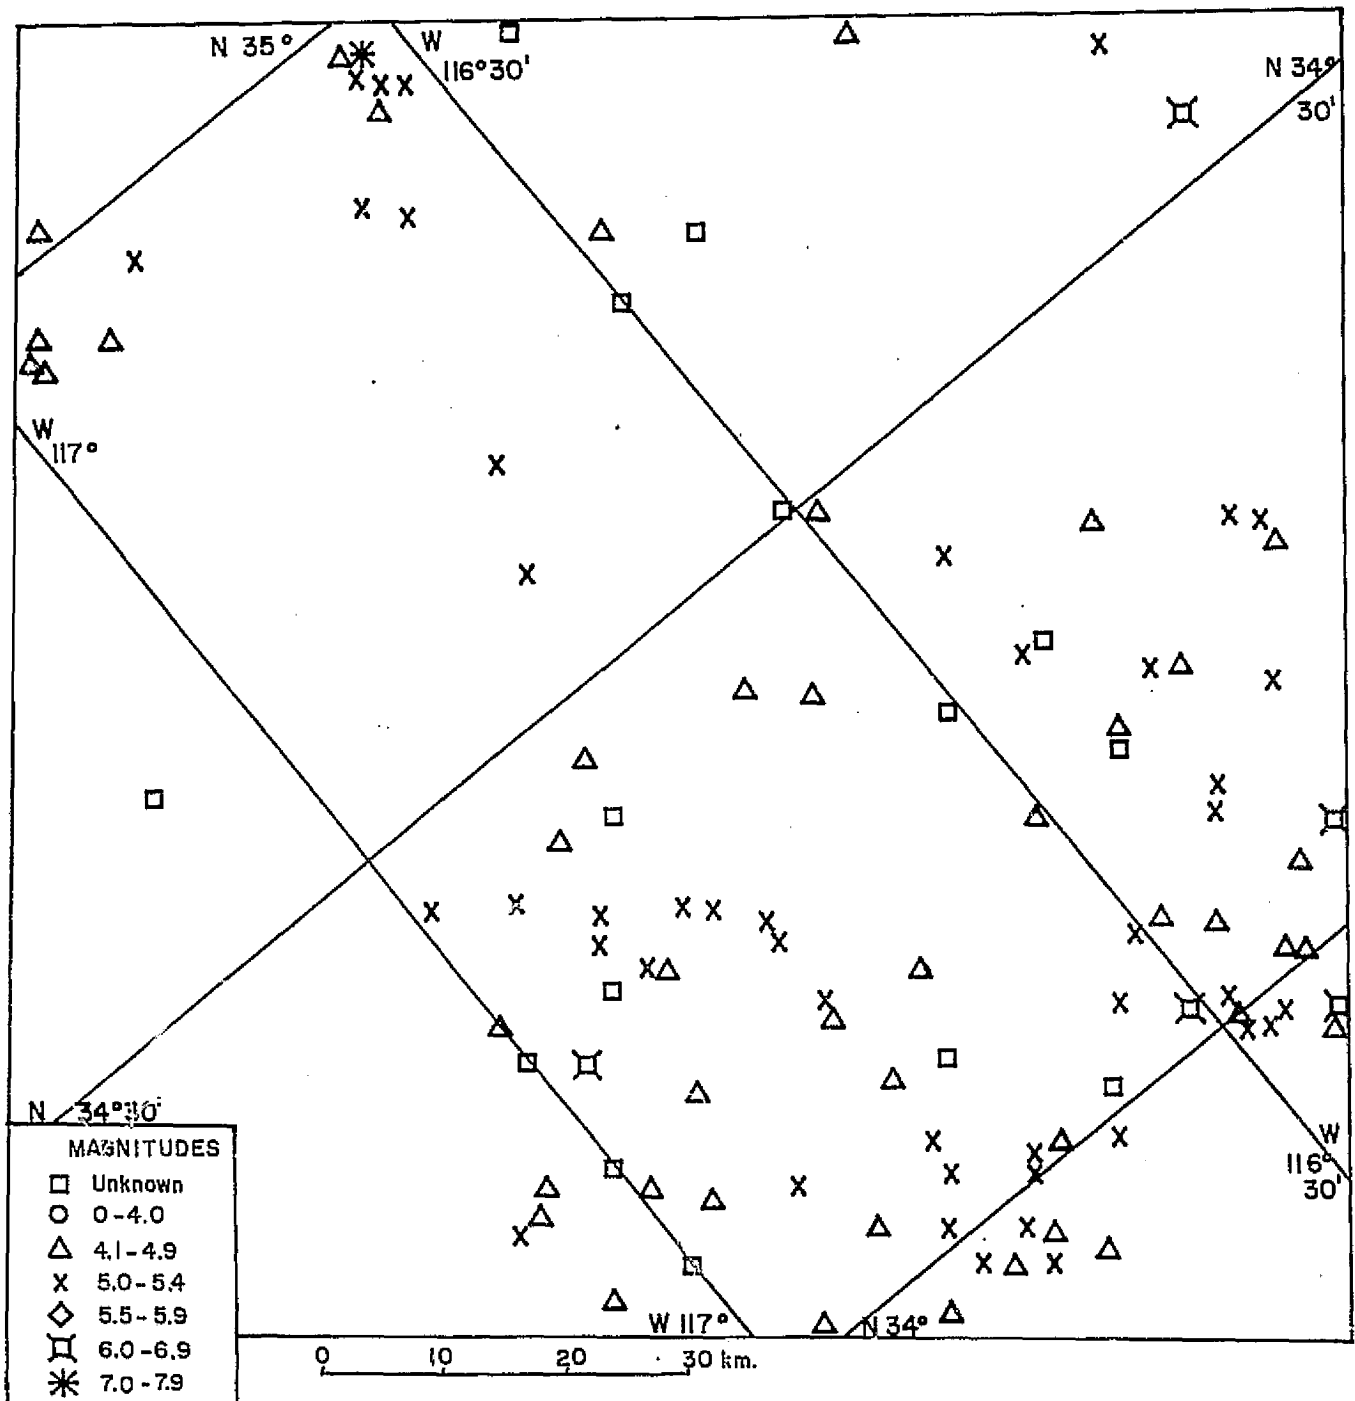 N 35°
W
116°30'
N 34°
30'
W
117°
N 34°30'
MAGNITUDES
Unknown
0-4.0
4.1-4.9
5.0-5.4
5.5-5.9
6.0-6.9
7.0-7.9
W 117°
N 34°
W
116°
30'
0 10 20 30 km.